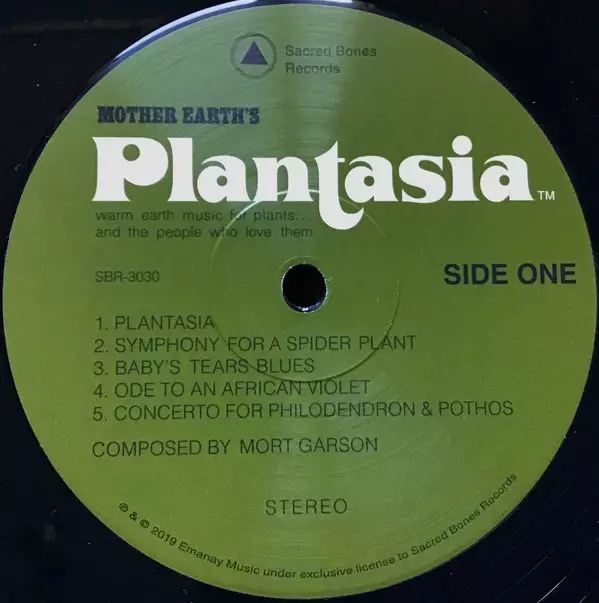 Sacred Bones
Records
MOTHER EARTH'S
Plantasia™
warm earth music for plants...
and the people who love them
SBR-3030
SIDE ONE
1. PLANTASIA
2. SYMPHONY FOR A SPIDER PLANT
3. BABY'S TEARS BLUES
4. ODE TO AN AFRICAN VIOLET
5. CONCERTO FOR PHILODENDRON & POTHOS
COMPOSED BY MORT GARSON
STEREO
℗ & © 2019 Emanay Music under exclusive license to Sacred Bones Records